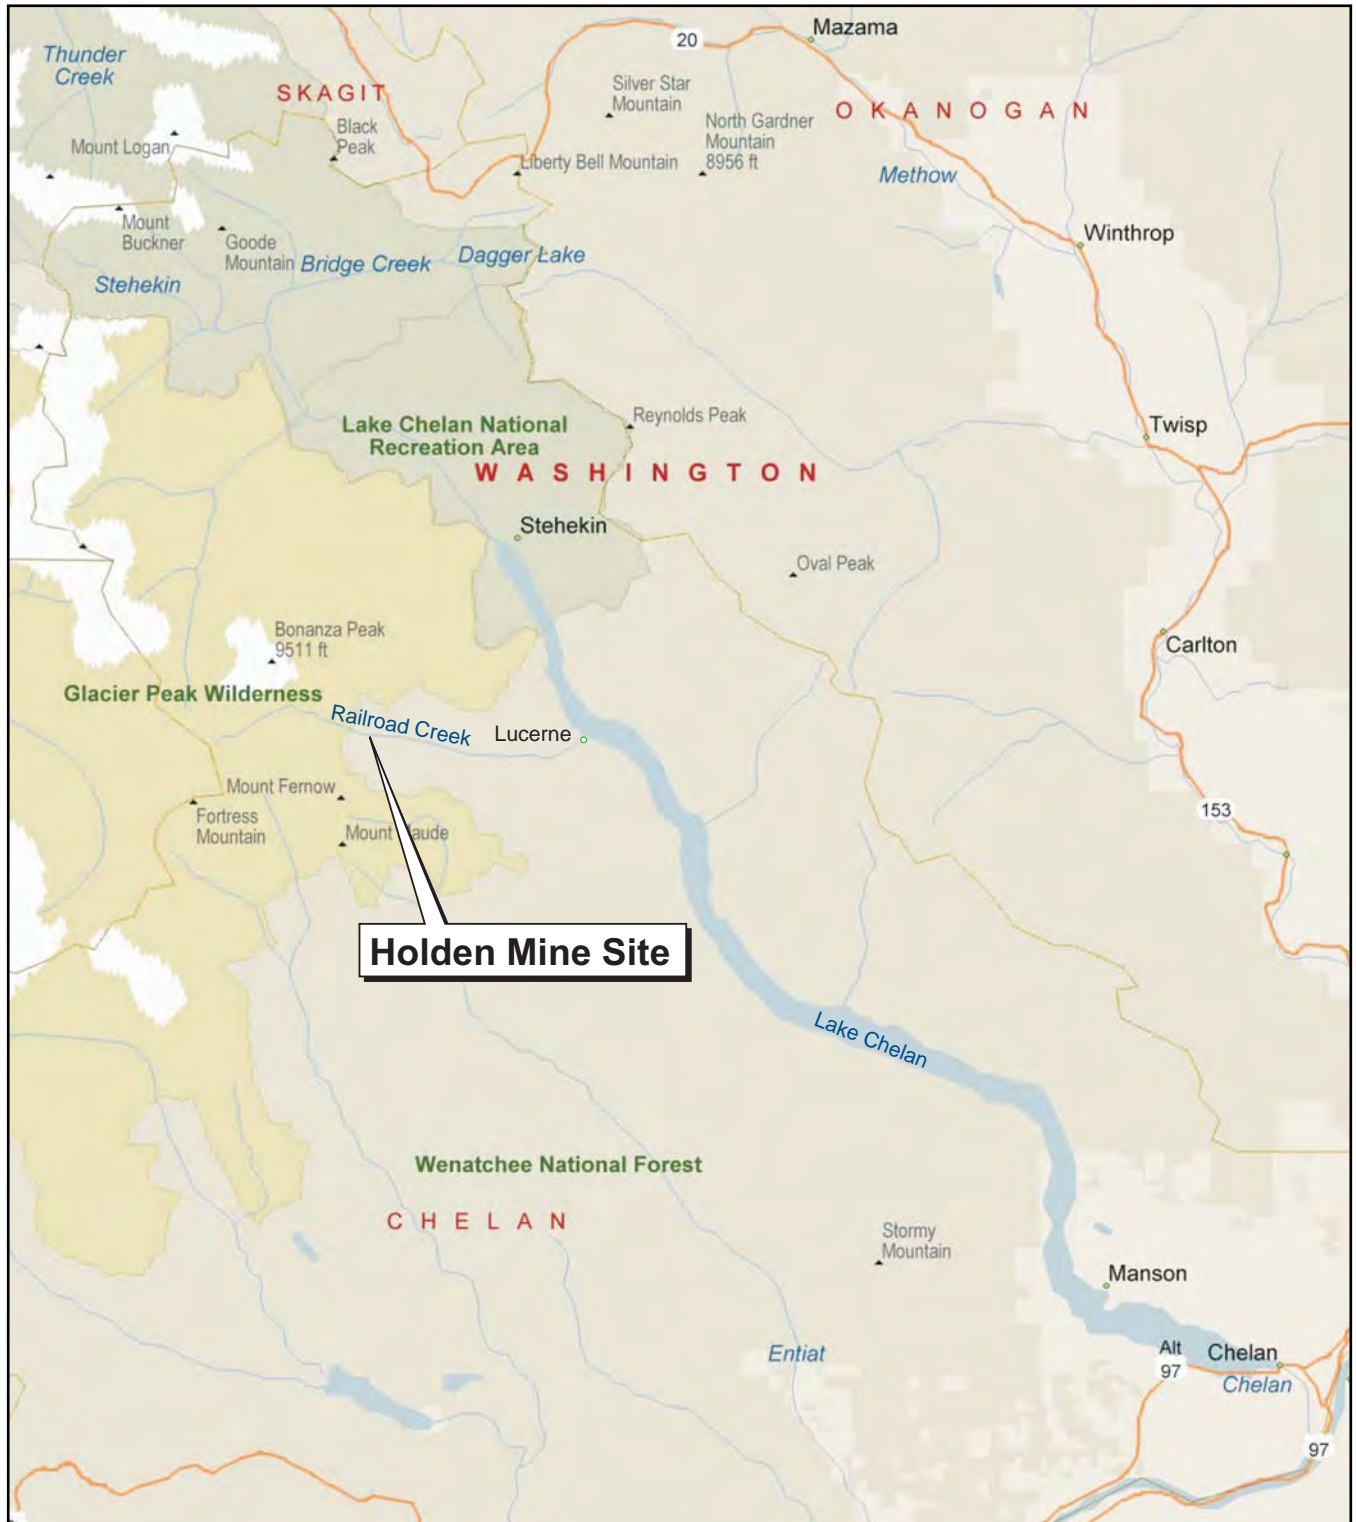 Mazama
20
Thunder
Creek
SKAGIT
Silver Star
Mountain
OKANOGAN
North Gardner
Mountain
8956 ft
Black
Peak
Mount Logan
Liberty Bell Mountain
Methow
Mount
Buckner
Goode
Mountain
Bridge Creek
Dagger Lake
Winthrop
Stehekin
Lake Chelan National
Recreation Area
Reynolds Peak
Twisp
WASHINGTON
Stehekin
Oval Peak
Bonanza Peak
9511 ft
Carlton
Glacier Peak Wilderness
Railroad Creek
Lucerne
Mount Fernow
Fortress
Mountain
Mount Maude
153
Holden Mine Site
Lake Chelan
Wenatchee National Forest
CHELAN
Stormy
Mountain
Manson
Entiat
Alt
97
Chelan
Chelan
97